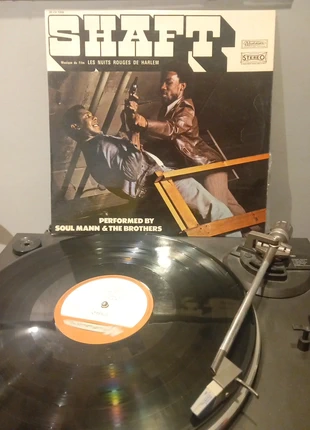 SHAFT
Musique du Film LES NUITS ROUGES DE HARLEM
STEREO
PERFORMED BY
SOUL MANN & THE BROTHERS